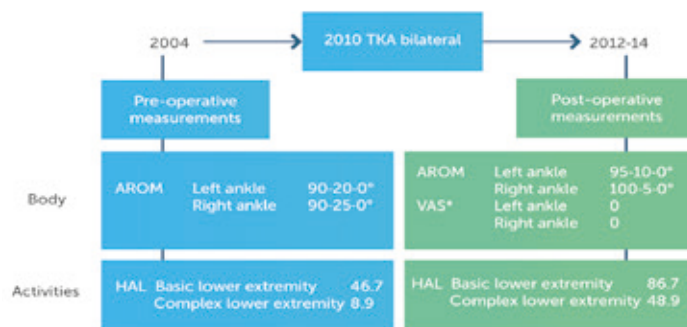 2004 2010 TKA bilateral 2012-14
Pre-operative
measurements
Post-operative
measurements
Body
AROM Left ankle 90-20-0°
Right ankle 90-25-0°
AROM Left ankle 95-10-0°
Right ankle 100-5-0°
VAS* Left ankle 0
Right ankle 0
Activities
HAL Basic lower extremity 46.7
Complex lower extremity 8.9
HAL Basic lower extremity 86.7
Complex lower extremity 48.9